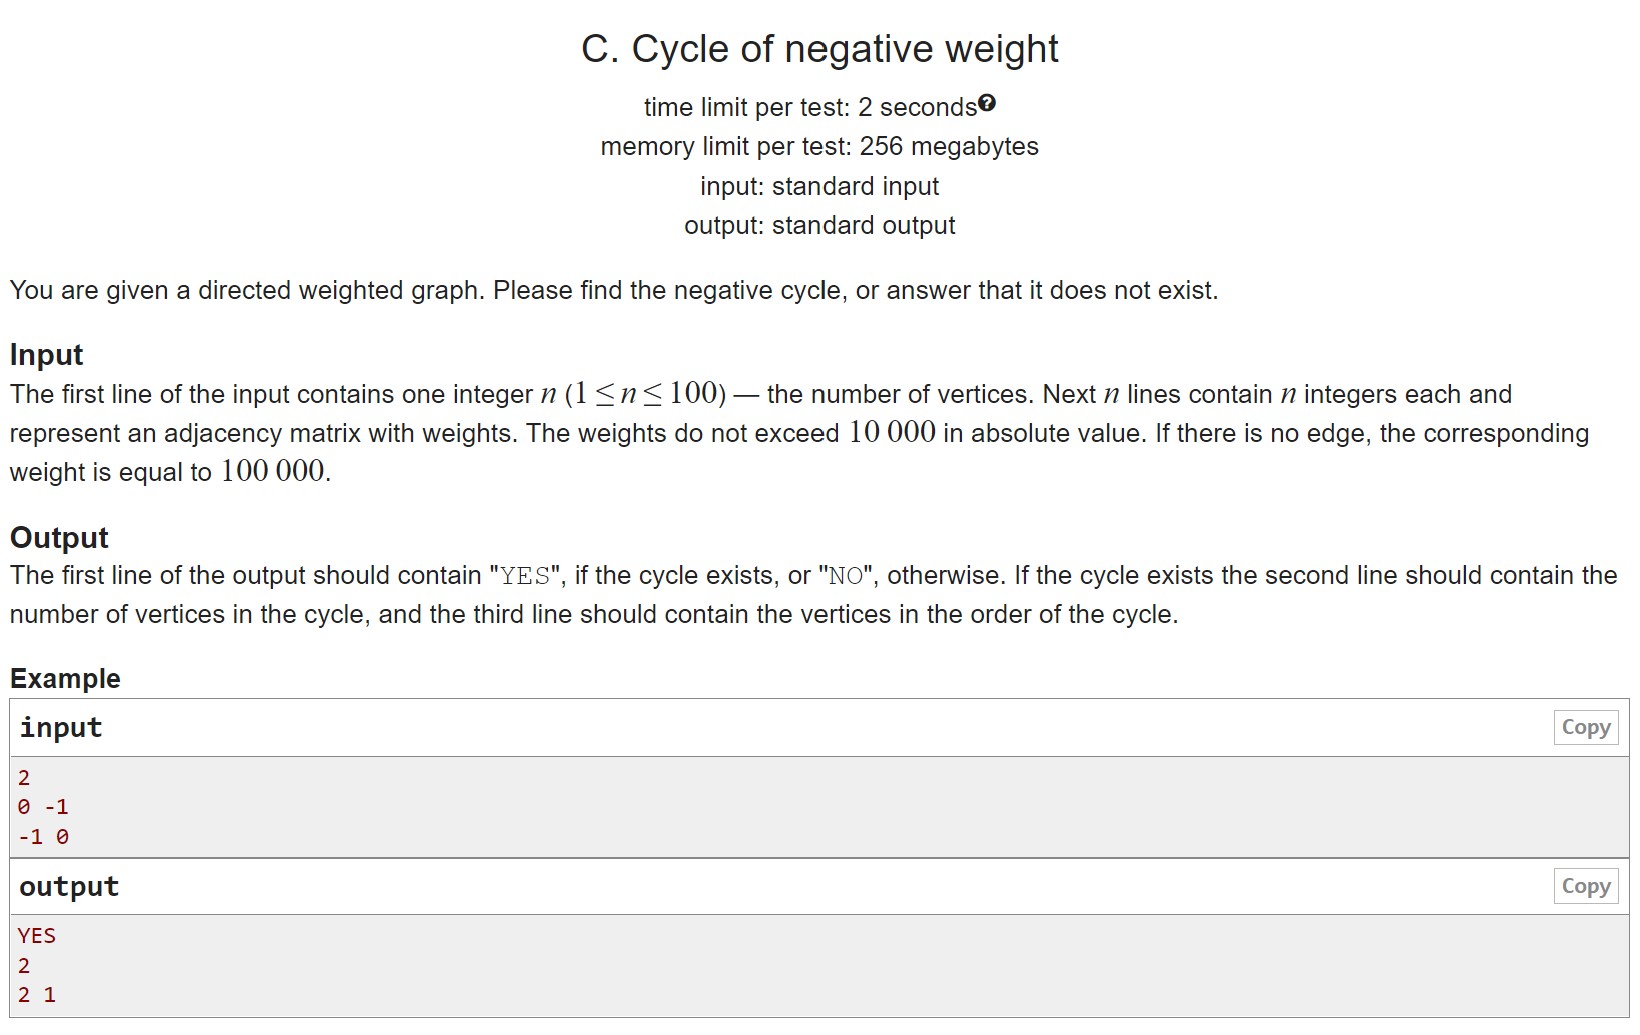 C. Cycle of negative weight
time limit per test: 2 seconds?
memory limit per test: 256 megabytes
input: standard input
output: standard output
You are given a directed weighted graph. Please find the negative cycle, or answer that it does not exist.
Input
The first line of the input contains one integer n (1 ≤ n ≤ 100) — the number of vertices. Next n lines contain n integers each and
represent an adjacency matrix with weights. The weights do not exceed 10 000 in absolute value. If there is no edge, the corresponding
weight is equal to 100 000.
Output
The first line of the output should contain "YES", if the cycle exists, or "NO", otherwise. If the cycle exists the second line should contain the
number of vertices in the cycle, and the third line should contain the vertices in the order of the cycle.
Example
input Copy
2
0 -1
-1 0
output Copy
YES
2
2 1